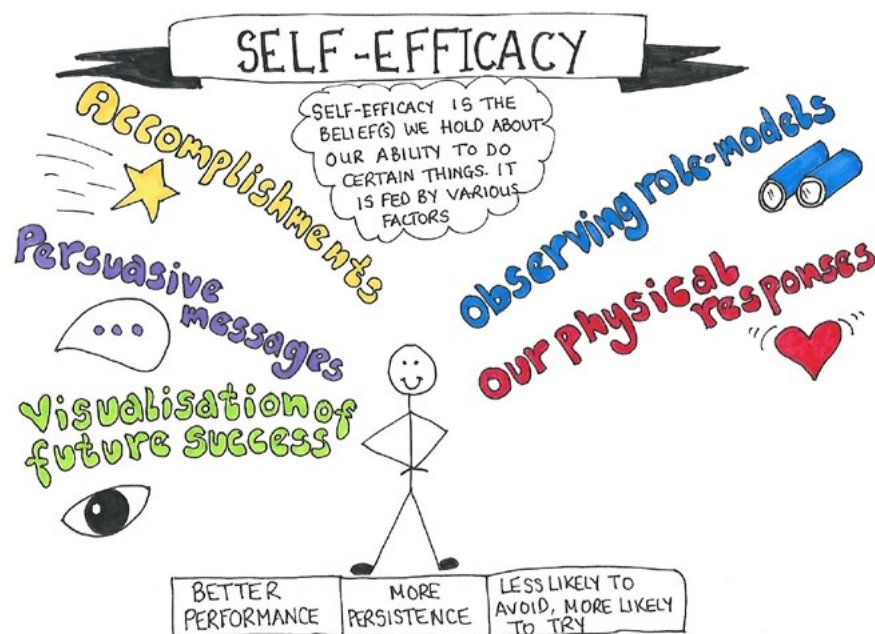 SELF-EFFICACY
SELF-EFFICACY IS THE
BELIEF(S) WE HOLD ABOUT
OUR ABILITY TO DO
CERTAIN THINGS. IT
IS FED BY VARIOUS
FACTORS
Accomplishments
Persuasive
messages
Visualisation of
future success
Observing role-models
Our physical
responses
BETTER
PERFORMANCE
MORE
PERSISTENCE
LESS LIKELY TO
AVOID, MORE LIKELY
TO TRY